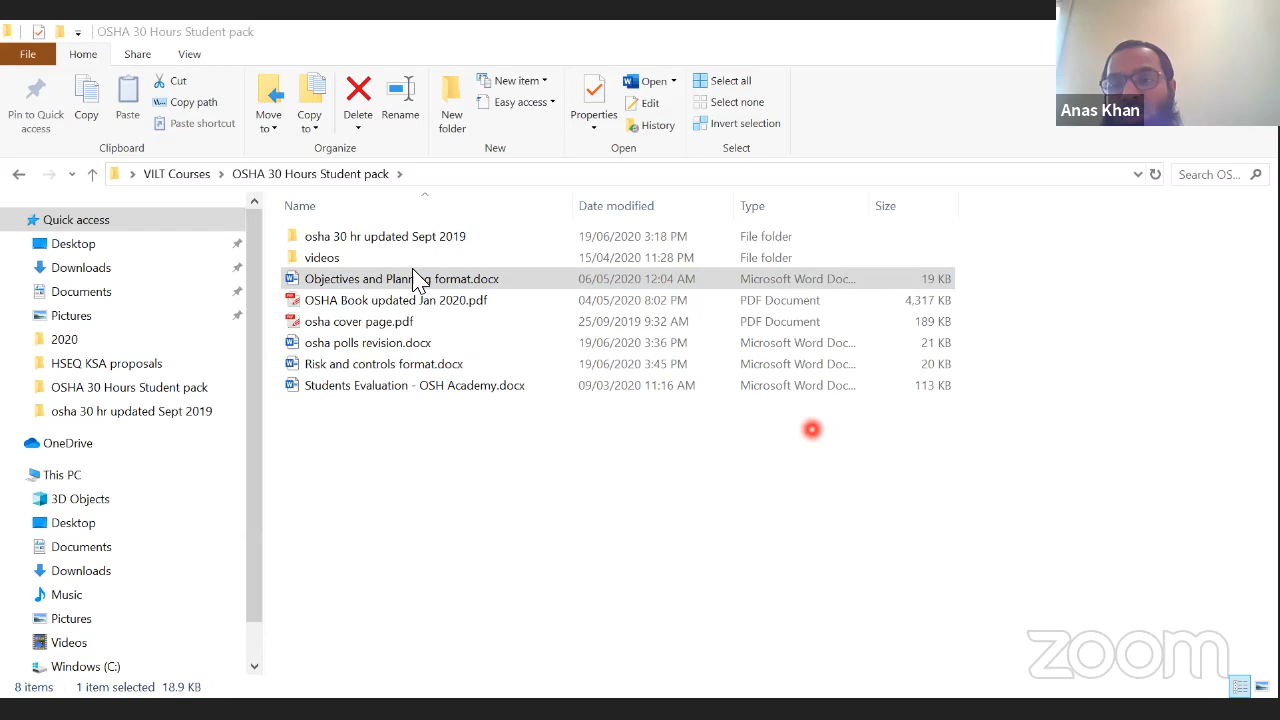 OSHA 30 Hours Student pack
File Home Share View
Pin to Quick access
Copy
Paste
Cut
Copy path
Paste shortcut
Clipboard
Move to
Copy to
Delete
Rename
Organize
New folder
New item
Easy access
New
Properties
Open
Edit
History
Open
Select all
Select none
Invert selection
Select
Anas Khan
VILT Courses OSHA 30 Hours Student pack
Search OS...
Name Date modified Type Size
osha 30 hr updated Sept 2019 19/06/2020 3:18 PM File folder
videos 15/04/2020 11:28 PM File folder
Objectives and Planning format.docx 06/05/2020 12:04 AM Microsoft Word Doc... 19 KB
OSHA Book updated Jan 2020.pdf 04/05/2020 8:02 PM PDF Document 4,317 KB
osha cover page.pdf 25/09/2019 9:32 AM PDF Document 189 KB
osha polls revision.docx 19/06/2020 3:36 PM Microsoft Word Doc... 21 KB
Risk and controls format.docx 19/06/2020 3:45 PM Microsoft Word Doc... 20 KB
Students Evaluation - OSH Academy.docx 09/03/2020 11:16 AM Microsoft Word Doc... 113 KB
Quick access
Desktop
Downloads
Documents
Pictures
2020
HSEQ KSA proposals
OSHA 30 Hours Student pack
osha 30 hr updated Sept 2019
OneDrive
This PC
3D Objects
Desktop
Documents
Downloads
Music
Pictures
Videos
Windows (C:)
8 items 1 item selected 18.9 KB
zoom